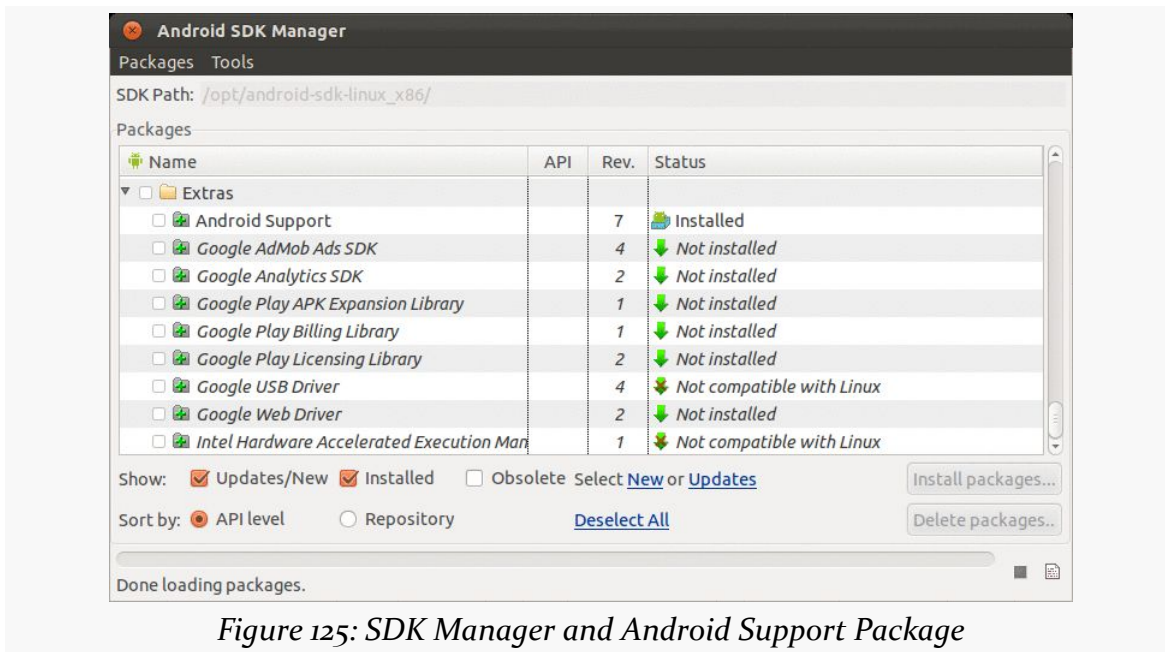 Android SDK Manager
Packages Tools
SDK Path: /opt/android-sdk-linux_x86/
Packages
Name API Rev. Status
Extras
Android Support 7 Installed
Google AdMob Ads SDK 4 Not installed
Google Analytics SDK 2 Not installed
Google Play APK Expansion Library 1 Not installed
Google Play Billing Library 1 Not installed
Google Play Licensing Library 2 Not installed
Google USB Driver 4 Not compatible with Linux
Google Web Driver 2 Not installed
Intel Hardware Accelerated Execution Man 1 Not compatible with Linux
Show: Updates/New Installed Obsolete Select New or Updates Install packages...
Sort by: API level Repository Deselect All Delete packages..
Done loading packages.
Figure 125: SDK Manager and Android Support Package